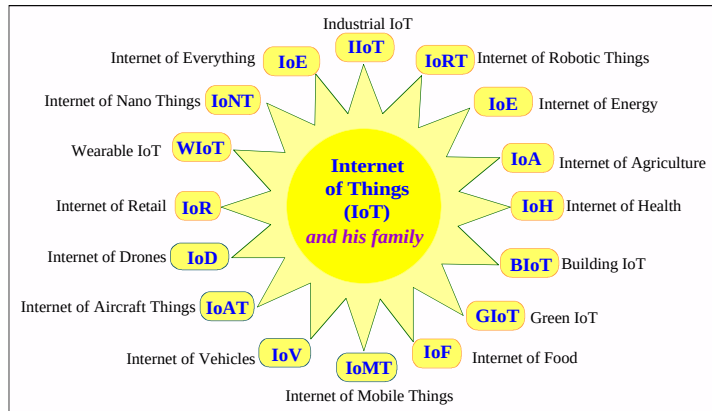 Industrial IoT
IIoT
Internet of Everything
IoE
IoRT
Internet of Robotic Things
Internet of Nano Things
IoNT
IoE
Internet of Energy
Wearable IoT
WIoT
IoA
Internet of Agriculture
Internet
of Things
(IoT)
and his family
Internet of Retail
IoR
IoH
Internet of Health
Internet of Drones
IoD
BIoT
Building IoT
Internet of Aircraft Things
IoAT
GIoT
Green IoT
Internet of Vehicles
IoV
IoMT
Internet of Mobile Things
IoF
Internet of Food